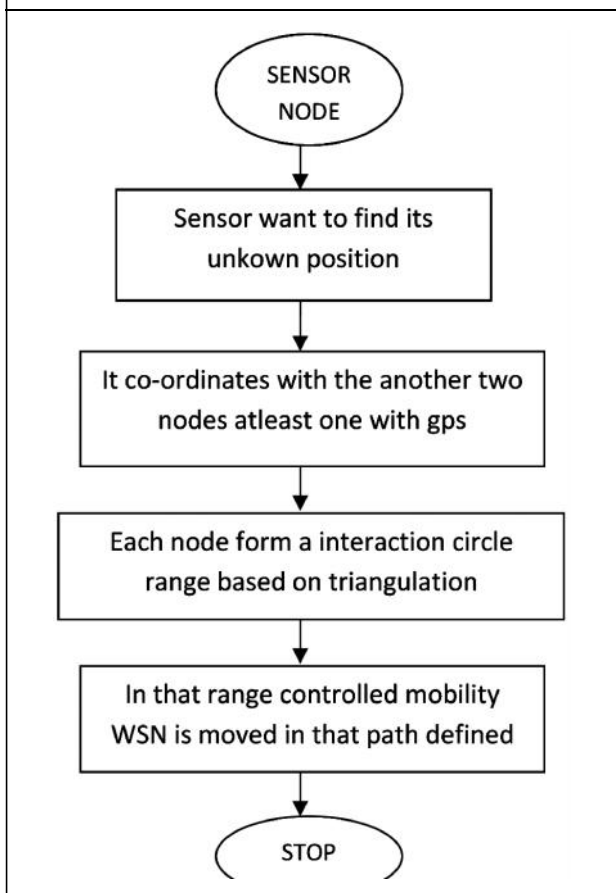 SENSOR
NODE
Sensor want to find its
unkown position
It co-ordinates with the another two
nodes atleast one with gps
Each node form a interaction circle
range based on triangulation
In that range controlled mobility
WSN is moved in that path defined
STOP